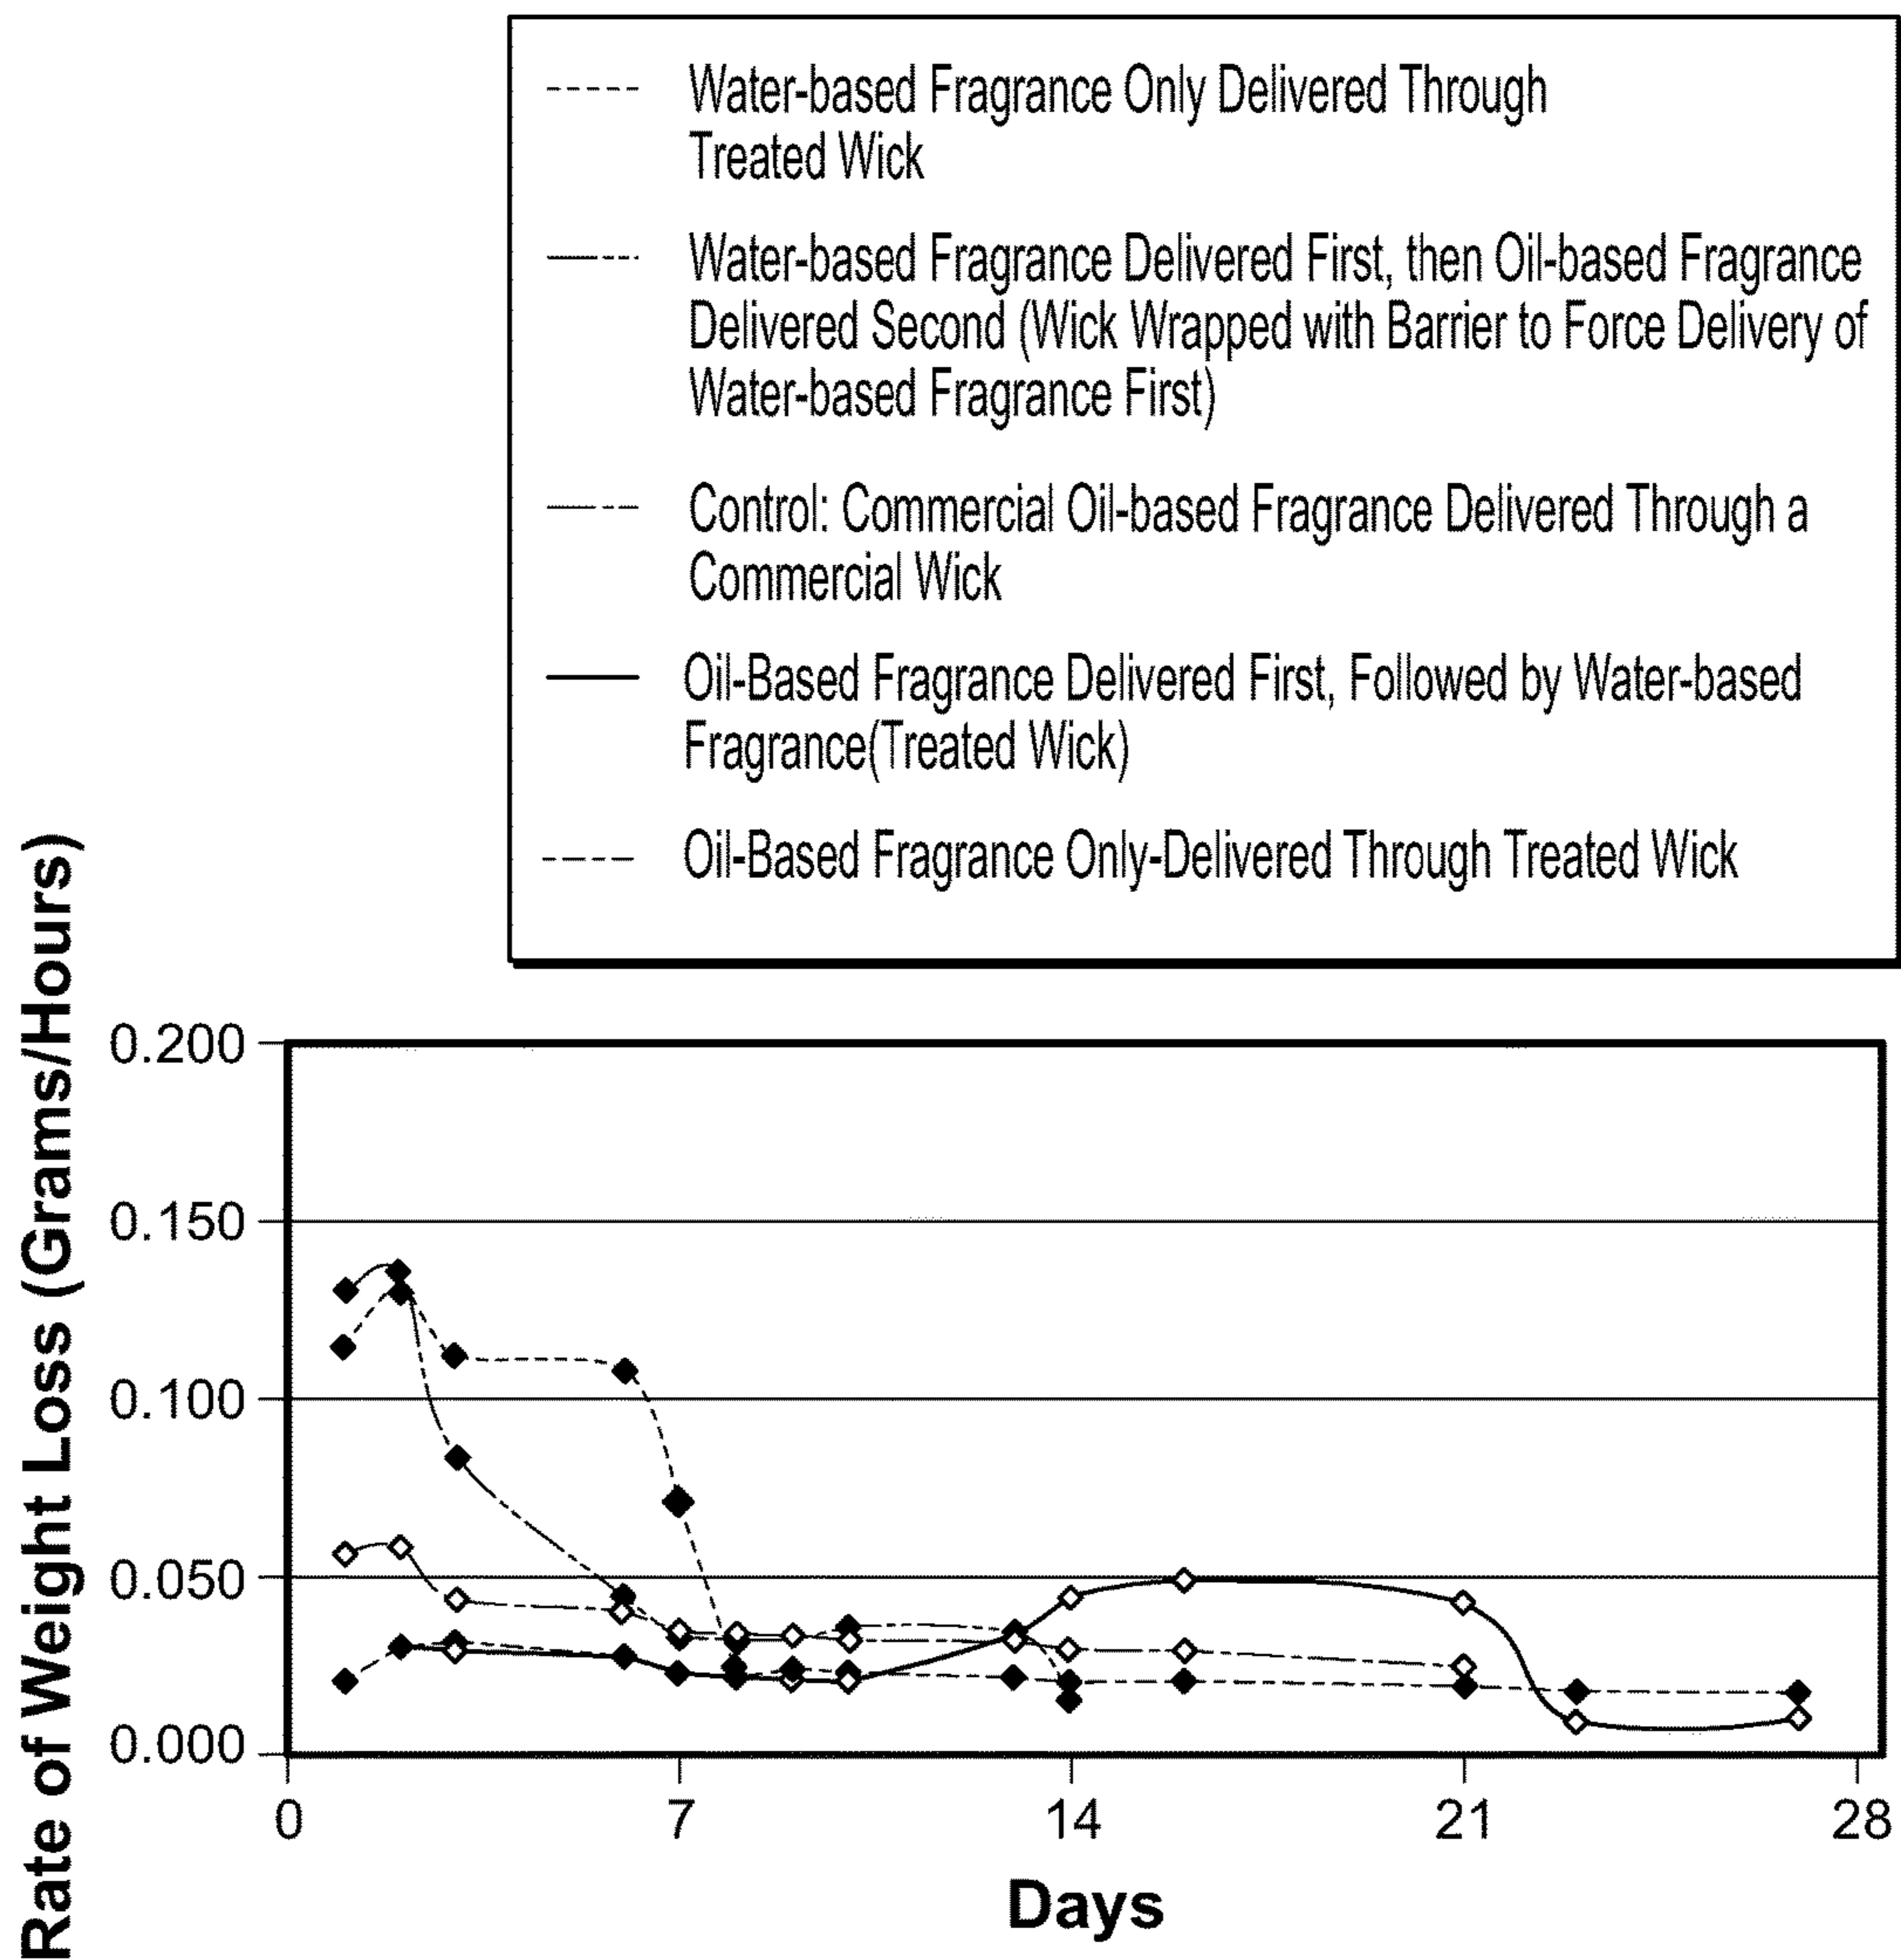 Water-based Fragrance Only Delivered Through
Treated Wick
Water-based Fragrance Delivered First, then Oil-based Fragrance
Delivered Second (Wick Wrapped with Barrier to Force Delivery of
Water-based Fragrance First)
Control: Commercial Oil-based Fragrance Delivered Through a
Commercial Wick
Oil-Based Fragrance Delivered First, Followed by Water-based
Fragrance(Treated Wick)
Oil-Based Fragrance Only-Delivered Through Treated Wick
Rate of Weight Loss (Grams/Hours)
0.200
0.150
0.100
0.050
0.000
0 7 14 21 28
Days